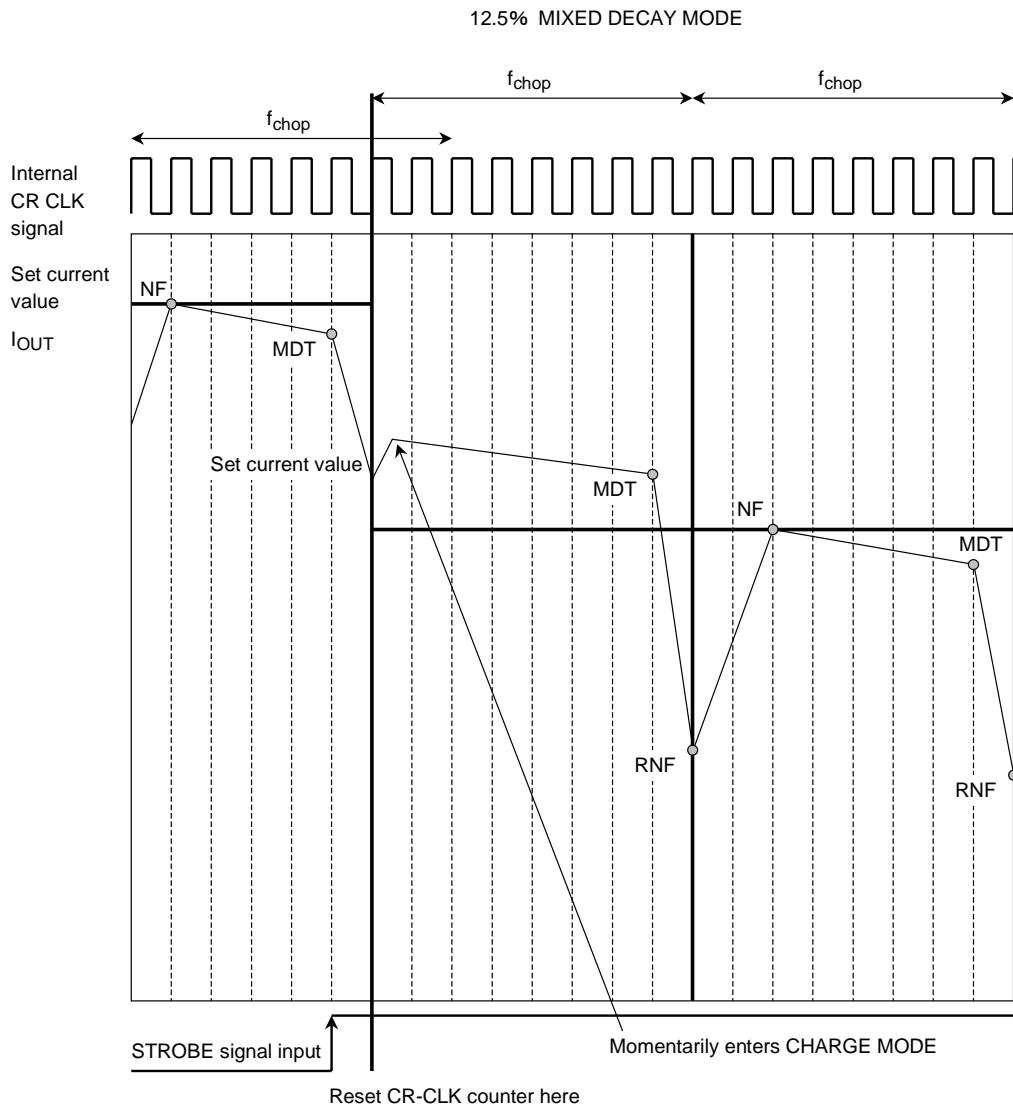 12.5% MIXED DECAY MODE
fchop
fchop
fchop
Internal
CR CLK
signal
Set current
value
IOUT
NF
MDT
Set current value
MDT
NF
MDT
RNF
RNF
STROBE signal input
Momentarily enters CHARGE MODE
Reset CR-CLK counter here